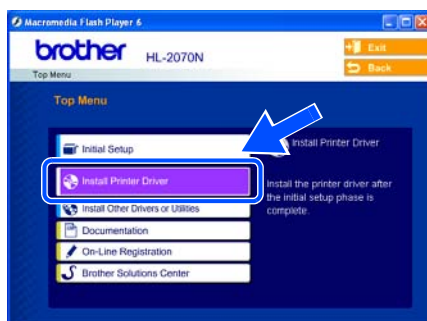 Macromedia Flash Player 6
brother
HL-2070N
Exit
Back
Top Menu
Top Menu
Initial Setup
Install Printer Driver
Install Other Drivers or Utilities
Documentation
On-Line Registration
Brother Solutions Center
Install Printer Driver
Install the printer driver after
the initial setup phase is
complete.